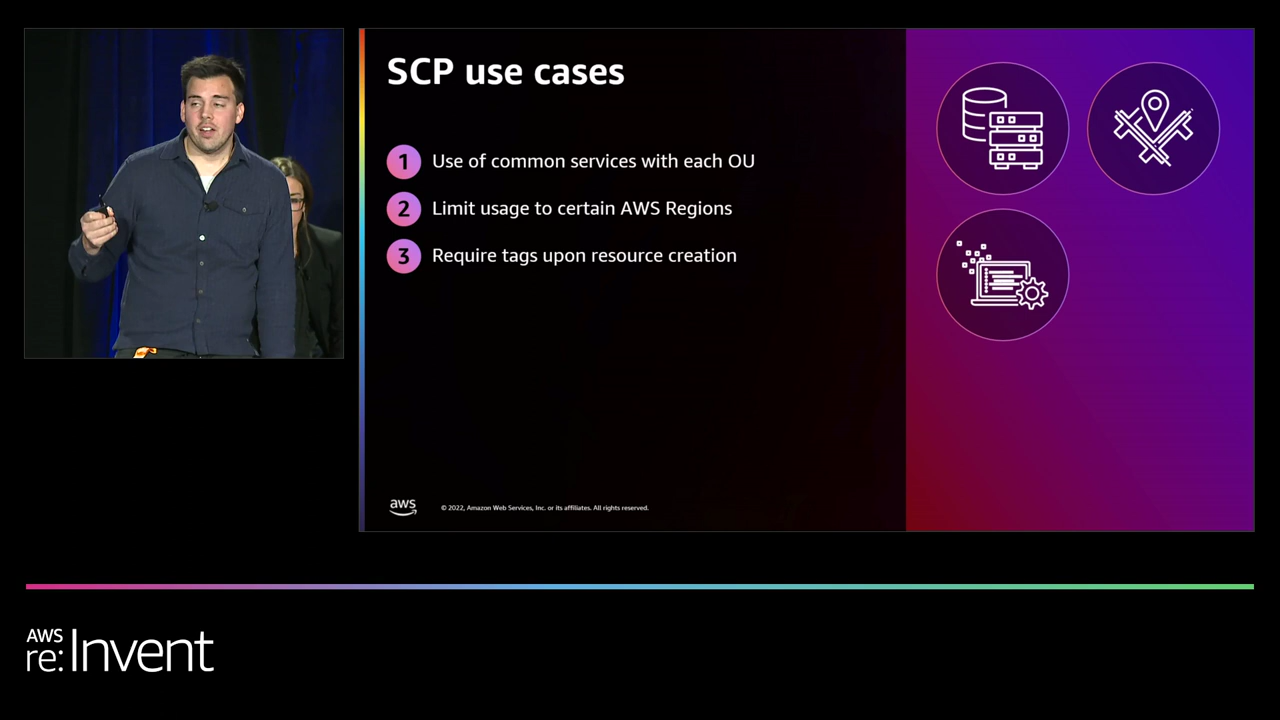 SCP use cases
1 Use of common services with each OU
2 Limit usage to certain AWS Regions
3 Require tags upon resource creation
aws
© 2022, Amazon Web Services, Inc. or its affiliates. All rights reserved.
AWS
re:Invent